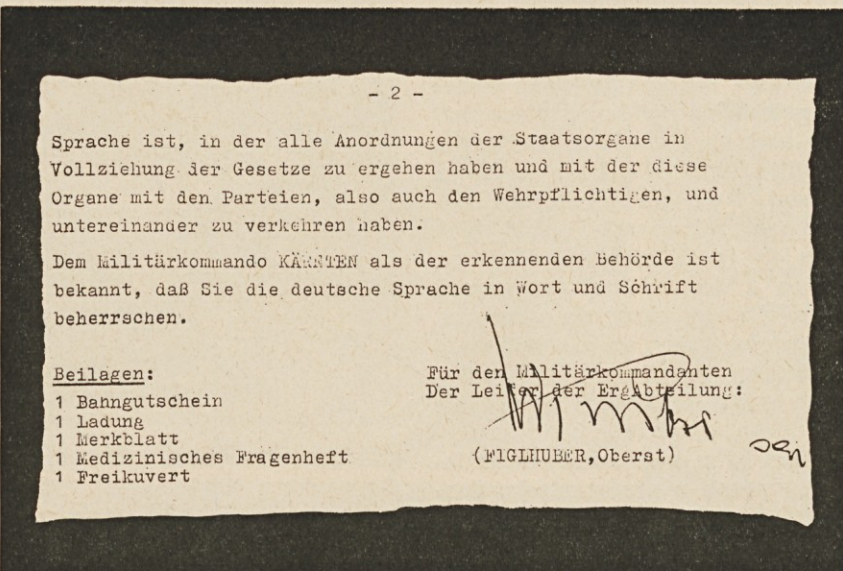 - 2 -
Sprache ist, in der alle Anordnungen der Staatsorgane in
Vollziehung der Gesetze zu ergehen haben und mit der diese
Organe mit den Parteien, also auch den Wehrpflichtigen, und
untereinander zu verkehren haben.
Dem Militärkommando KÄRNTEN als der erkennenden Behörde ist
bekannt, daß Sie die deutsche Sprache in Wort und Schrift
beherrschen.
Beilagen:
1 Bahngutschein
1 Ladung
1 Merkblatt
1 Medizinisches Fragenheft
1 Freikuvert
Für den Militärkommandanten
Der Leiter der ErgAbteilung:
(FIGLHUBER,Oberst)